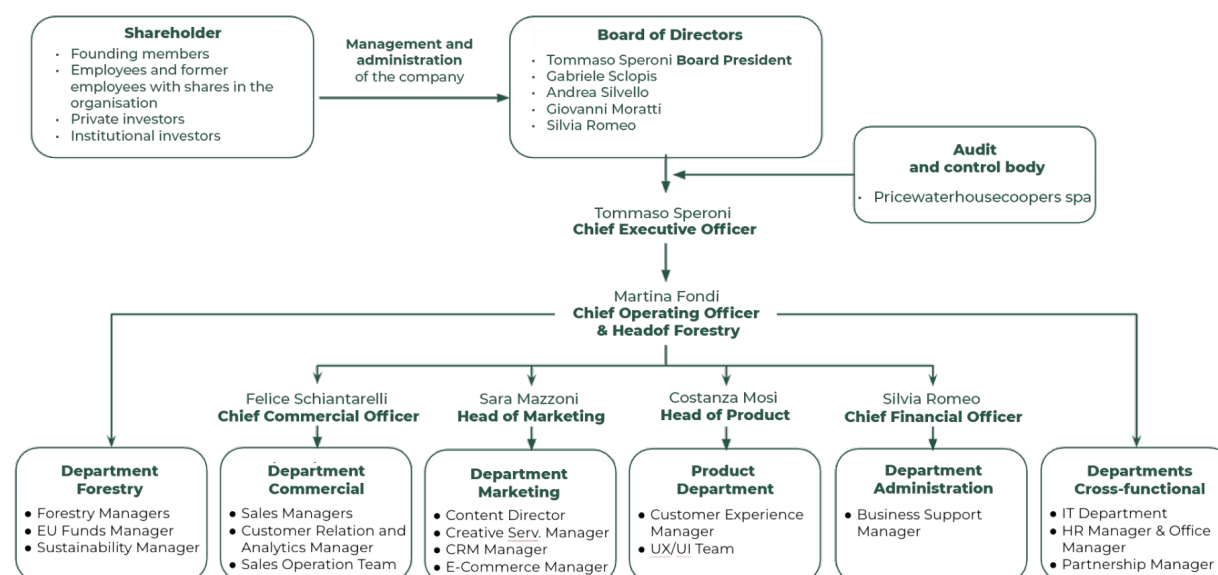 Shareholder
• Founding members
• Employees and former
employees with shares in the
organisation
• Private investors
• Institutional investors
Management and
administration
of the company
Board of Directors
• Tommaso Speroni Board President
• Gabriele Sclopis
• Andrea Silvello
• Giovanni Moratti
• Silvia Romeo
Audit
and control body
• Pricewaterhousecoopers spa
Tommaso Speroni
Chief Executive Officer
Martina Fondi
Chief Operating Officer
& Headof Forestry
Felice Schiantarelli
Chief Commercial Officer
Sara Mazzoni
Head of Marketing
Costanza Mosi
Head of Product
Silvia Romeo
Chief Financial Officer
Department
Forestry
● Forestry Managers
● EU Funds Manager
● Sustainability Manager
Department
Commercial
● Sales Managers
● Customer Relation and
Analytics Manager
● Sales Operation Team
Department
Marketing
● Content Director
● Creative Serv. Manager
● CRM Manager
● E-Commerce Manager
Product
Department
● Customer Experience
Manager
● UX/UI Team
Department
Administration
● Business Support
Manager
Departments
Cross-functional
● IT Department
● HR Manager & Office
Manager
● Partnership Manager